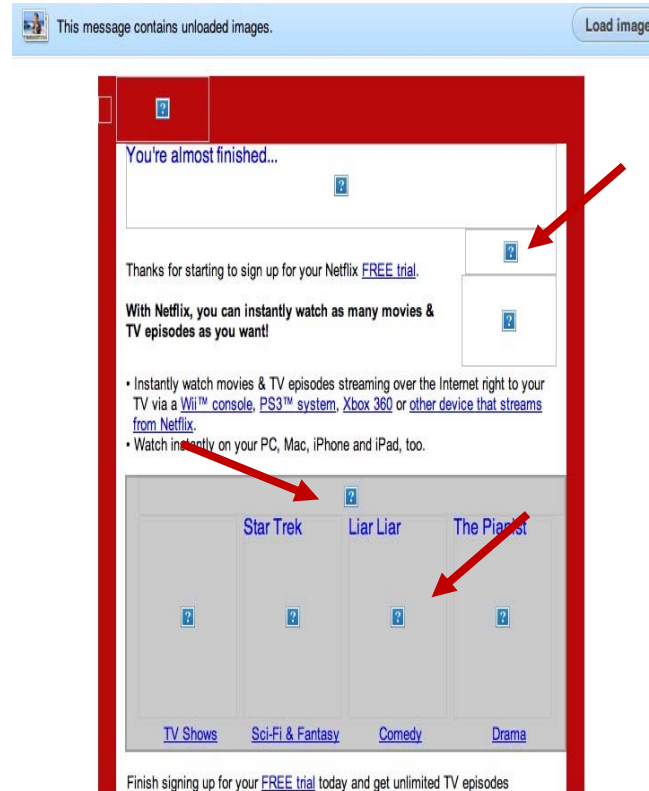 This message contains unloaded images.
Load image
You're almost finished...
Thanks for starting to sign up for your Netflix FREE trial.
With Netflix, you can instantly watch as many movies &
TV episodes as you want!
• Instantly watch movies & TV episodes streaming over the Internet right to your
TV via a Wii™ console, PS3™ system, Xbox 360 or other device that streams
from Netflix.
• Watch instantly on your PC, Mac, iPhone and iPad, too.
Star Trek Liar Liar The Pianist
TV Shows Sci-Fi & Fantasy Comedy Drama
Finish signing up for your FREE trial today and get unlimited TV episodes